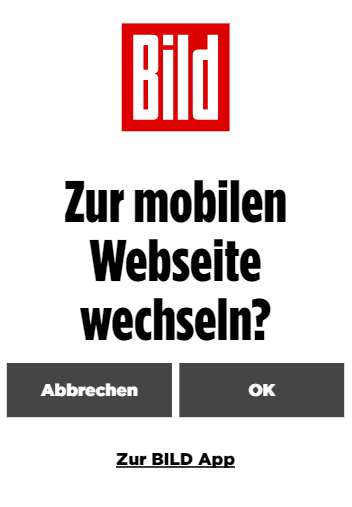 Bild
Zur mobilen
Webseite
wechseln?
Abbrechen OK
Zur BILD App